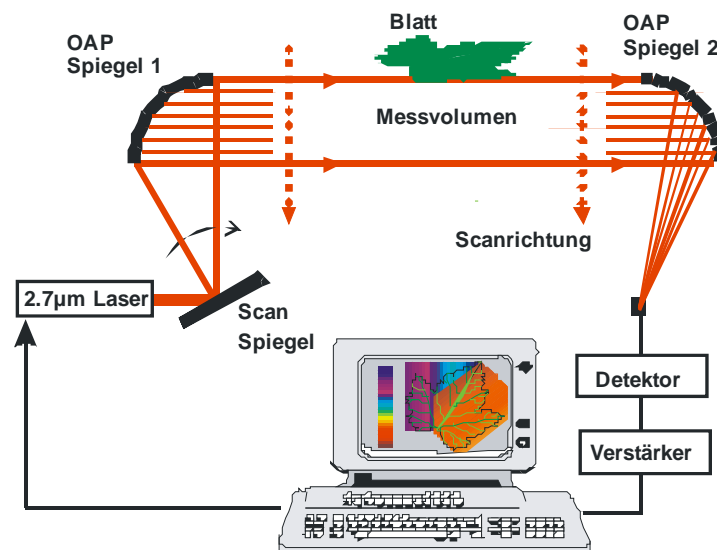 Blatt
OAP
Spiegel 1
OAP
Spiegel 2
Messvolumen
Scanrichtung
2.7µm Laser
Scan
Spiegel
Detektor
Verstärker